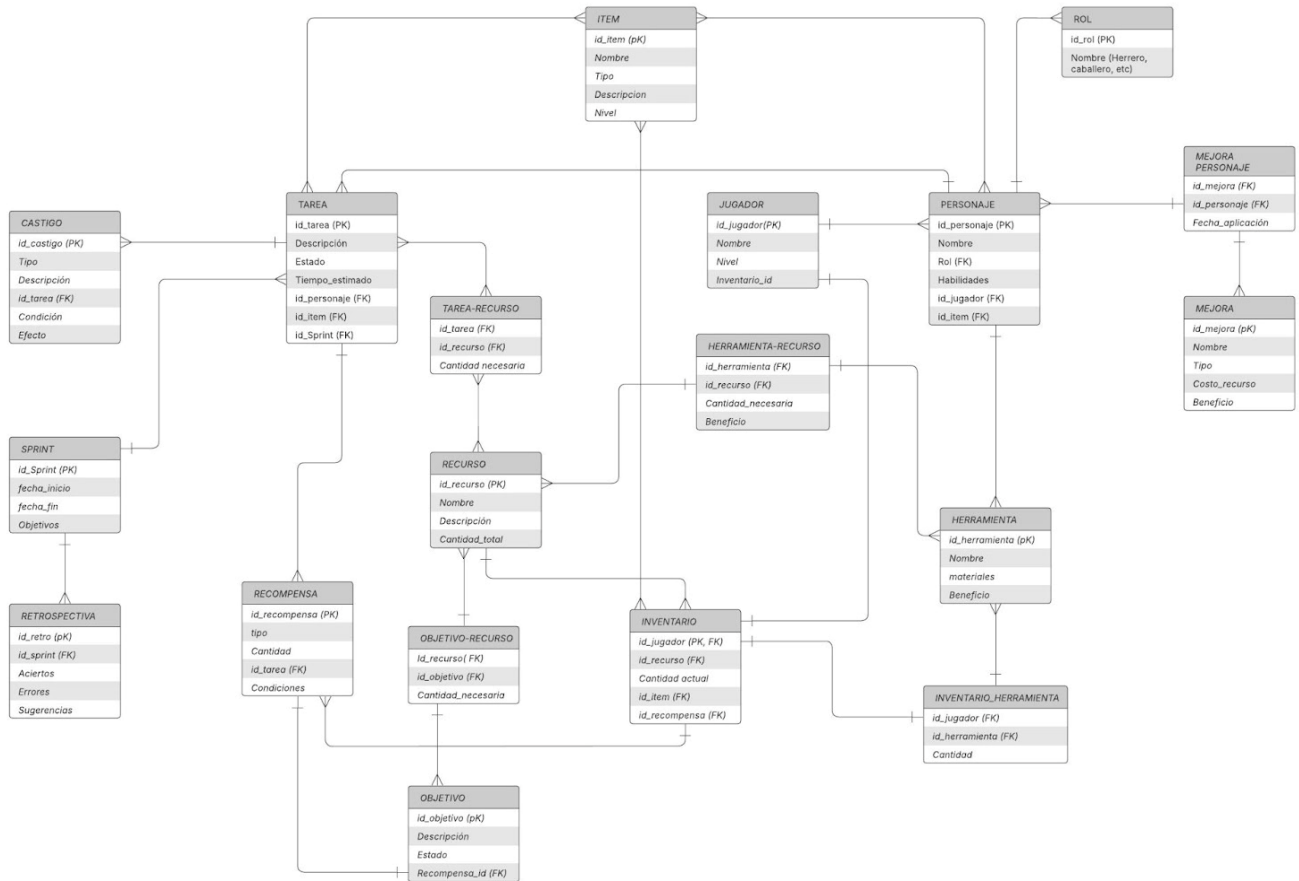 ITEM
id_item (pK)
Nombre
Tipo
Descripcion
Nivel
ROL
id_rol (PK)
Nombre (Herrero,
caballero, etc)
MEJORA
PERSONAJE
id_mejora (FK)
id_personaje (FK)
Fecha_aplicación
TAREA
id_tarea (PK)
Descripción
Estado
Tiempo_estimado
id_personaje (FK)
id_item (FK)
id_Sprint (FK)
JUGADOR
id_jugador(PK)
Nombre
Nivel
Inventario_id
PERSONAJE
id_personaje (PK)
Nombre
Rol (FK)
Habilidades
id_jugador (FK)
id_item (FK)
CASTIGO
id_castigo (PK)
Tipo
Descripción
id_tarea (FK)
Condición
Efecto
TAREA-RECURSO
id_tarea (FK)
id_recurso (FK)
Cantidad necesaria
MEJORA
id_mejora (pK)
Nombre
Tipo
Costo_recurso
Beneficio
HERRAMIENTA-RECURSO
id_herramienta (FK)
id_recurso (FK)
Cantidad_necesaria
Beneficio
SPRINT
id_Sprint (PK)
fecha_inicio
fecha_fin
Objetivos
RECURSO
id_recurso (PK)
Nombre
Descripción
Cantidad_total
HERRAMIENTA
id_herramienta (pK)
Nombre
materiales
Beneficio
RETROSPECTIVA
id_retro (pK)
id_sprint (FK)
Aciertos
Errores
Sugerencias
RECOMPENSA
id_recompensa (PK)
tipo
Cantidad
id_tarea (FK)
Condiciones
OBJETIVO-RECURSO
Id_recurso( FK)
id_objetivo (FK)
Cantidad_necesaria
INVENTARIO
id_jugador (PK, FK)
id_recurso (FK)
Cantidad actual
id_item (FK)
id_recompensa (FK)
INVENTARIO_HERRAMIENTA
id_jugador (FK)
id_herramienta (FK)
Cantidad
OBJETIVO
id_objetivo (pK)
Descripción
Estado
Recompensa_id (FK)